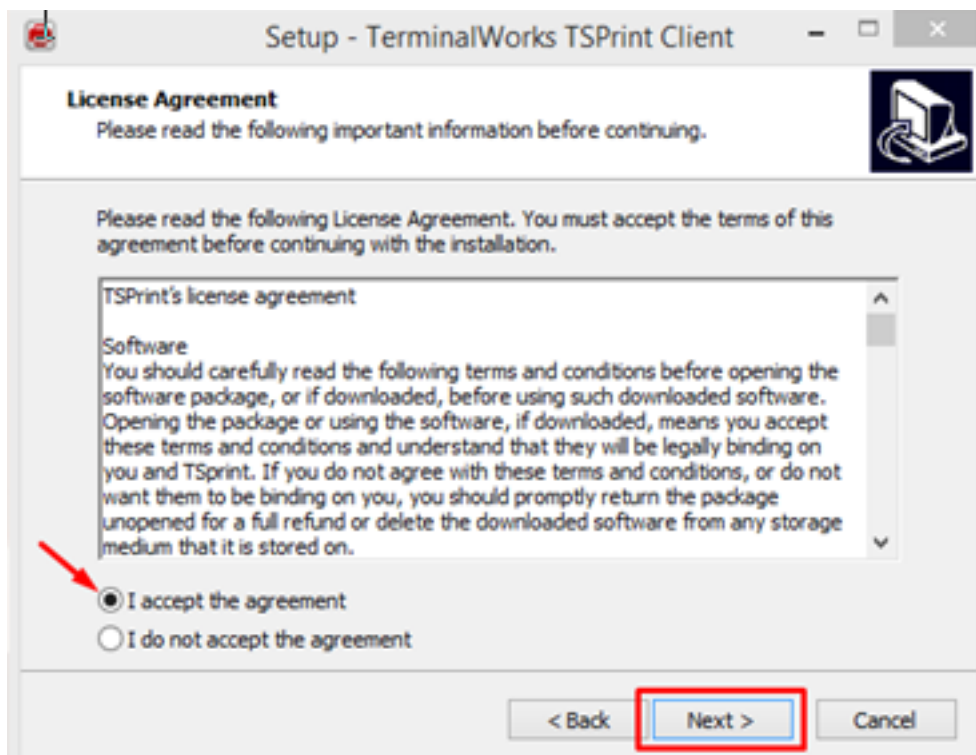 Setup - TerminalWorks TSPrint Client
License Agreement
Please read the following important information before continuing.
Please read the following License Agreement. You must accept the terms of this
agreement before continuing with the installation.
TSPrint's license agreement
Software
You should carefully read the following terms and conditions before opening the
software package, or if downloaded, before using such downloaded software.
Opening the package or using the software, if downloaded, means you accept
these terms and conditions and understand that they will be legally binding on
you and TSprint. If you do not agree with these terms and conditions, or do not
want them to be binding on you, you should promptly return the package
unopened for a full refund or delete the downloaded software from any storage
medium that it is stored on.
I accept the agreement
I do not accept the agreement
< Back Next > Cancel